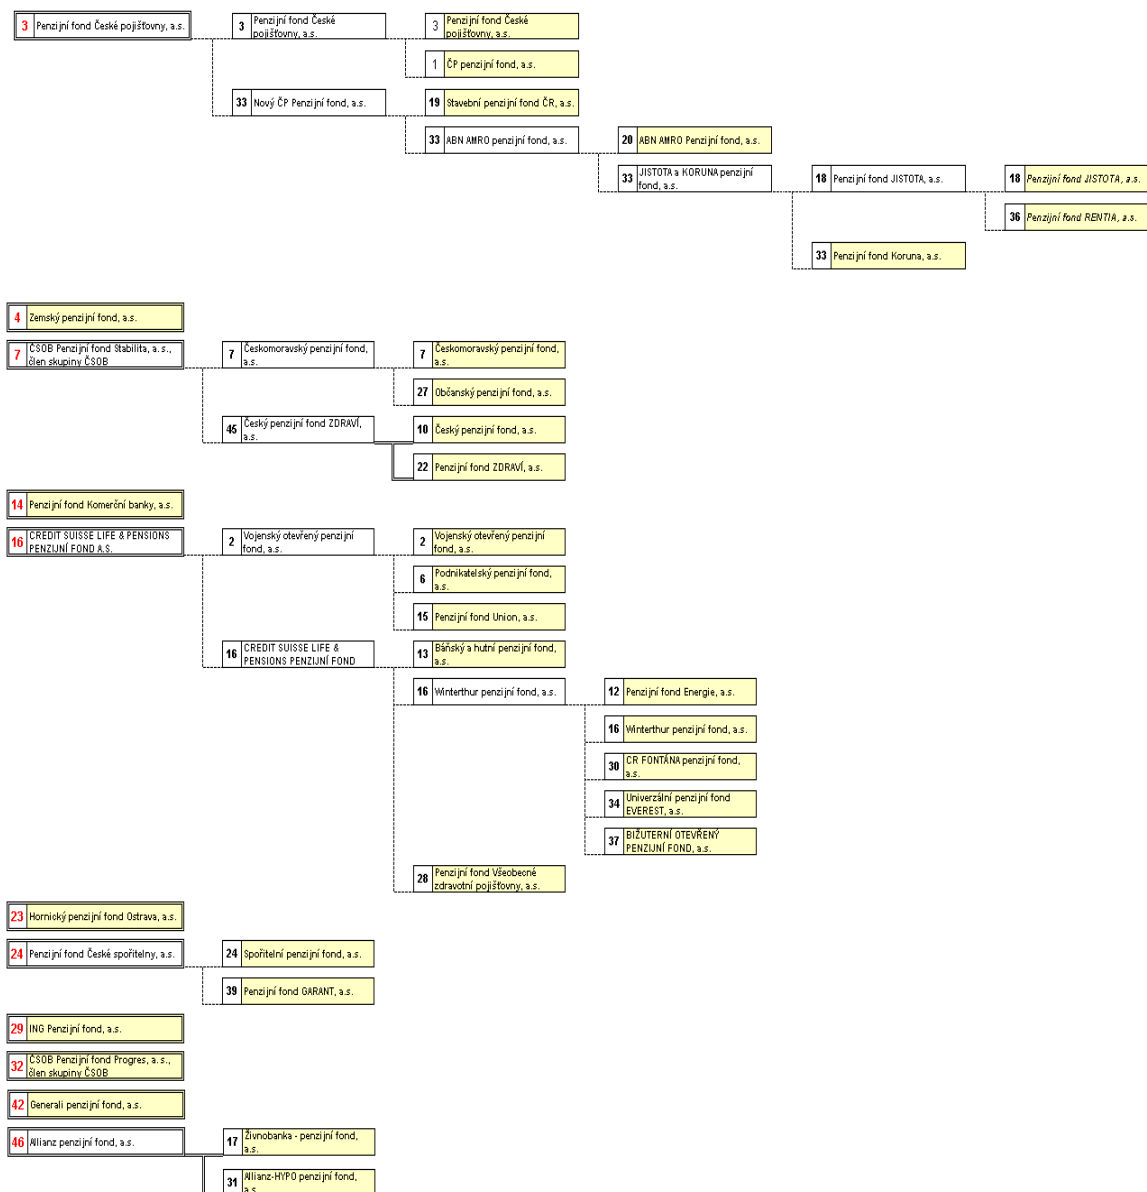 3 Penzijní fond České pojišťovny, a.s.
3 Penzijní fond České
pojišťovny, a.s.
3 Penzijní fond České
pojišťovny, a.s.
1 ČP penzijní fond, a.s.
33 Nový ČP Penzijní fond, a.s.
19 Stavební penzijní fond ČR, a.s.
33 ABN AMRO penzijní fond, a.s.
20 ABN AMRO Penzijní fond, a.s.
33 JISTOTA a KORUNA penzijní
fond, a.s.
18 Penzijní fond JISTOTA, a.s.
18 Penzijní fond JISTOTA, a.s.
36 Penzijní fond RENTIA, a.s.
33 Penzijní fond Koruna, a.s.
4 Zemský penzijní fond, a.s.
7 ČSOB Penzijní fond Stabilita, a.s.,
člen skupiny ČSOB
7 Českomoravský penzijní fond,
a.s.
7 Českomoravský penzijní fond,
a.s.
27 Občanský penzijní fond, a.s.
45 Český penzijní fond ZDRAVÍ,
a.s.
10 Český penzijní fond, a.s.
22 Penzijní fond ZDRAVÍ, a.s.
14 Penzijní fond Komerční banky, a.s.
16 CREDIT SUISSE LIFE & PENSIONS
PENZIJNÍ FOND A.S.
2 Vojenský otevřený penzijní
fond, a.s.
2 Vojenský otevřený penzijní
fond, a.s.
6 Podnikatelský penzijní fond,
a.s.
15 Penzijní fond Union, a.s.
16 CREDIT SUISSE LIFE &
PENSIONS PENZIJNÍ FOND
13 Báňský a hutní penzijní fond,
a.s.
16 Winterthur penzijní fond, a.s.
12 Penzijní fond Energie, a.s.
16 Winterthur penzijní fond, a.s.
30 CR FONTÁNA penzijní fond,
a.s.
34 Univerzální penzijní fond
EVEREST, a.s.
37 BIŽUTERNÍ OTEVŘENÝ
PENZIJNÍ FOND, a.s.
28 Penzijní fond Všeobecné
zdravotní pojišťovny, a.s.
23 Hornický penzijní fond Ostrava, a.s.
24 Penzijní fond České spořitelny, a.s.
24 Spořitelní penzijní fond, a.s.
39 Penzijní fond GARANT, a.s.
29 ING Penzijní fond, a.s.
32 ČSOB Penzijní fond Progres, a.s.,
člen skupiny ČSOB
42 Generali penzijní fond, a.s.
46 Allianz penzijní fond, a.s.
17 Živnobanka - penzijní fond,
a.s.
31 Allianz-HYPO penzijní fond,
a.s.